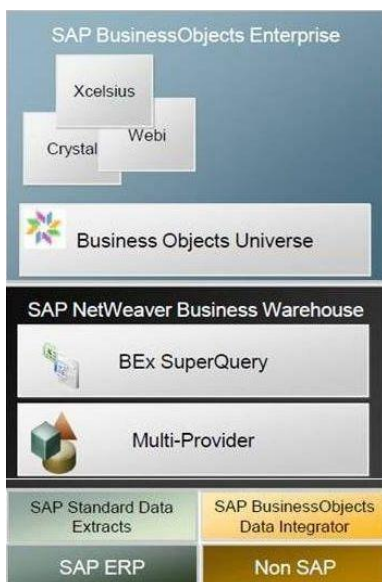 SAP BusinessObjects Enterprise
Xcelsius
Webi
Crystal
Business Objects Universe
SAP NetWeaver Business Warehouse
BEx SuperQuery
Multi-Provider
SAP Standard Data
Extracts
SAP BusinessObjects
Data Integrator
SAP ERP
Non SAP